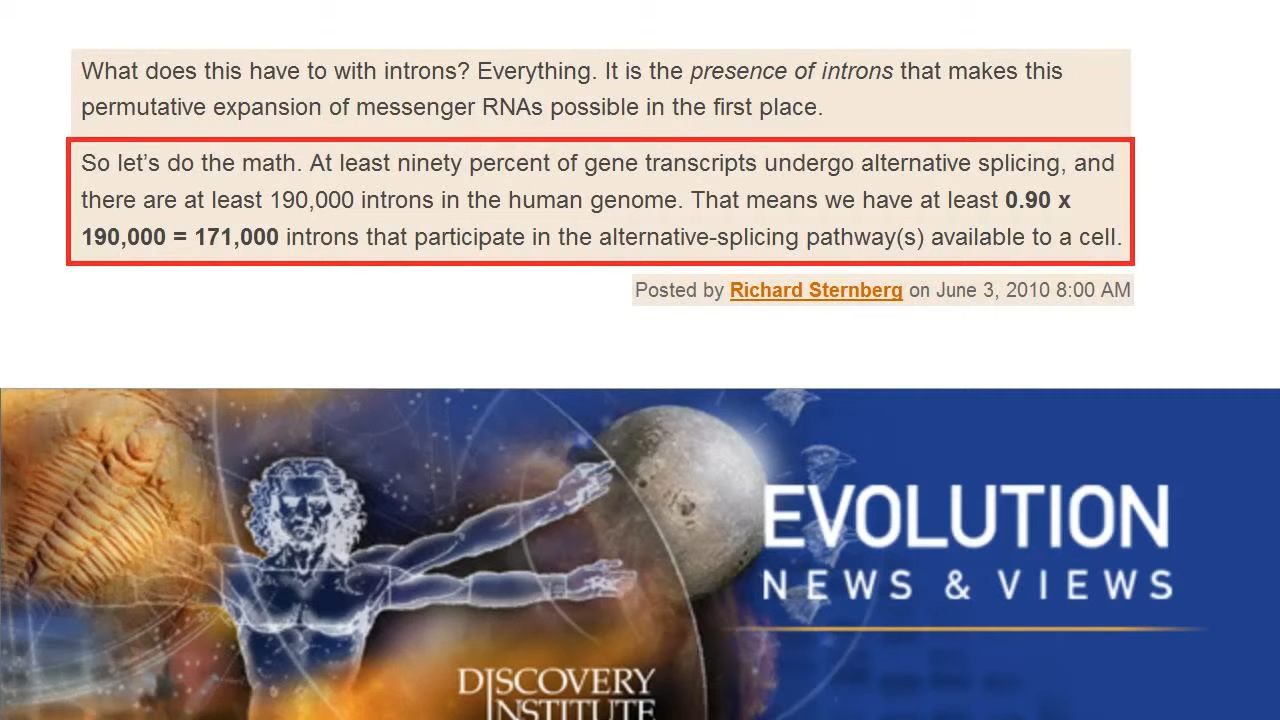 What does this have to with introns? Everything. It is the presence of introns that makes this
permutative expansion of messenger RNAs possible in the first place.
So let's do the math. At least ninety percent of gene transcripts undergo alternative splicing, and
there are at least 190,000 introns in the human genome. That means we have at least 0.90 x
190,000 = 171,000 introns that participate in the alternative-splicing pathway(s) available to a cell.
Posted by Richard Sternberg on June 3, 2010 8:00 AM
EVOLUTION
NEWS & VIEWS
DISCOVERY
INSTITUTE